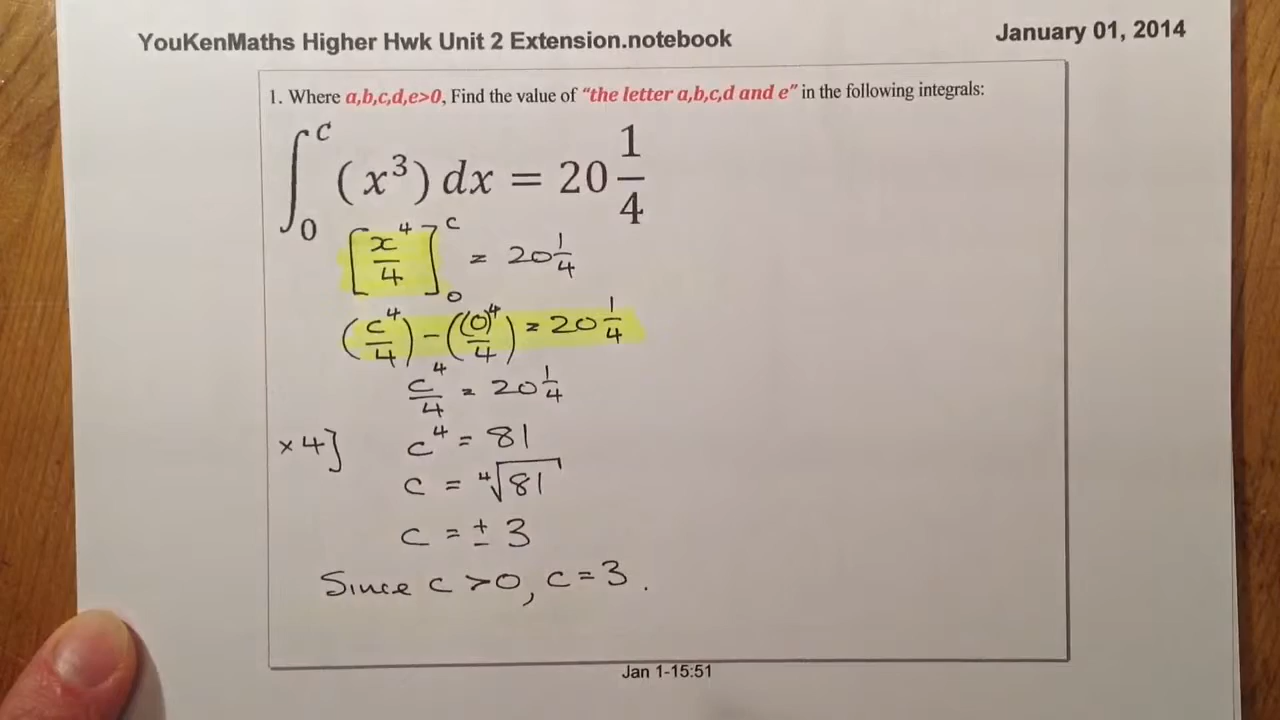 YouKenMaths Higher Hwk Unit 2 Extension.notebook
January 01, 2014
1. Where a,b,c,d,e>0, Find the value of "the letter a,b,c,d and e" in the following integrals:
∫₀ᶜ (x³) dx = 20 1/4
[x⁴/4]₀ᶜ = 20 1/4
(c⁴/4) - ((0)⁴/4) = 20 1/4
c⁴/4 = 20 1/4
×4] c⁴ = 81
c = ⁴√81
c = ± 3
Since c >0, c = 3.
Jan 1-15:51